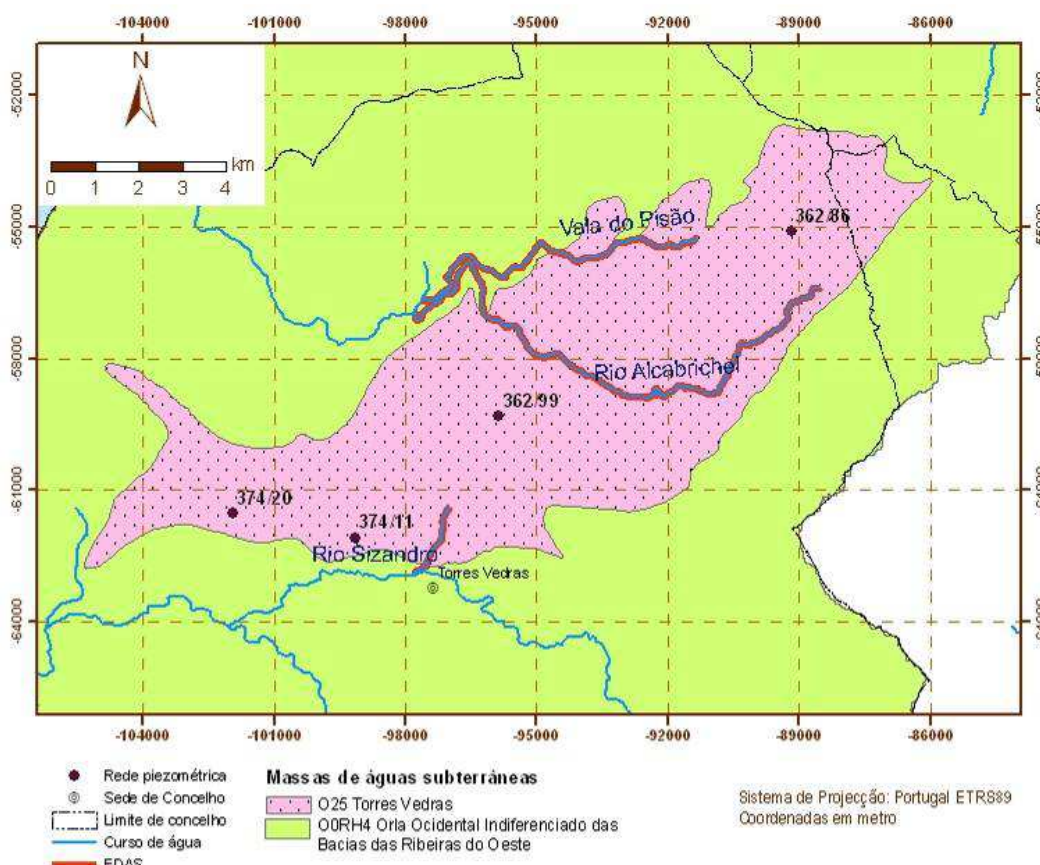 -104000 -101000 -98000 -95000 -92000 -89000 -86000
N
km
0 1 2 3 4
-52000 -52000
-55000 -55000
-58000
-61000
-64000
Vala do Pisão
362/86
Rio Alcabrichel
362/99
374/20
374/11
Rio Sizandro
Torres Vedras
-104000 -101000 -98000 -95000 -92000 -89000 -86000
Rede piezométrica
Sede de Concelho
Limite de concelho
Curso de água
EDAS
Massas de águas subterrâneas
O25 Torres Vedras
O0RH4 Orla Ocidental Indiferenciado das
Bacias das Ribeiras do Oeste
Sistema de Projecção: Portugal ETRS89
Coordenadas em metro